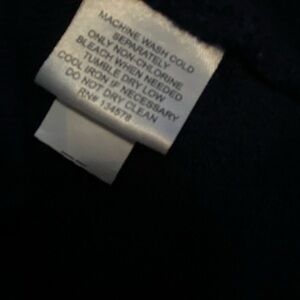 MACHINE WASH COLD
SEPARATELY
ONLY NON-CHLORINE
BLEACH WHEN NEEDED
TUMBLE DRY LOW
COOL IRON IF NECESSARY
DO NOT DRY CLEAN
RN# 134578